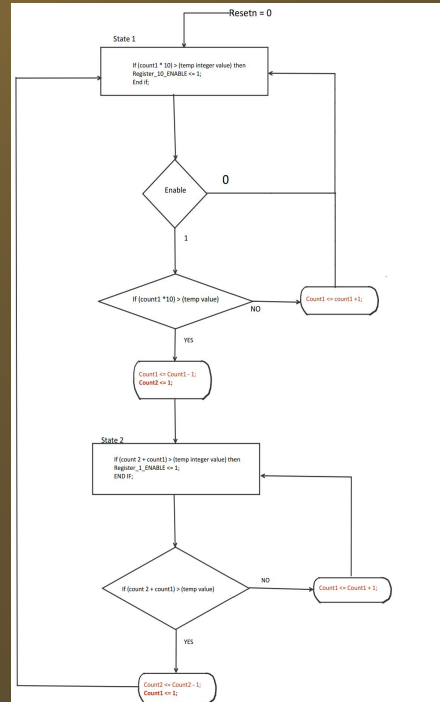 Resetn = 0
State 1
If (count1 * 10) > (temp integer value) then
Register_10_ENABLE <= 1;
End if;
Enable
0
1
If (count1 *10) > (temp value)
NO
Count1 <= count1 +1;
YES
Count1 <= Count1 - 1;
Count2 <= 1;
State 2
If (count 2 + count1) > (temp integer value) then
Register_1_ENABLE <= 1;
END IF;
If (count 2 + count1) > (temp value)
NO
Count1 <= Count1 + 1;
YES
Count2 <= Count2 - 1;
Count1 <= 1;